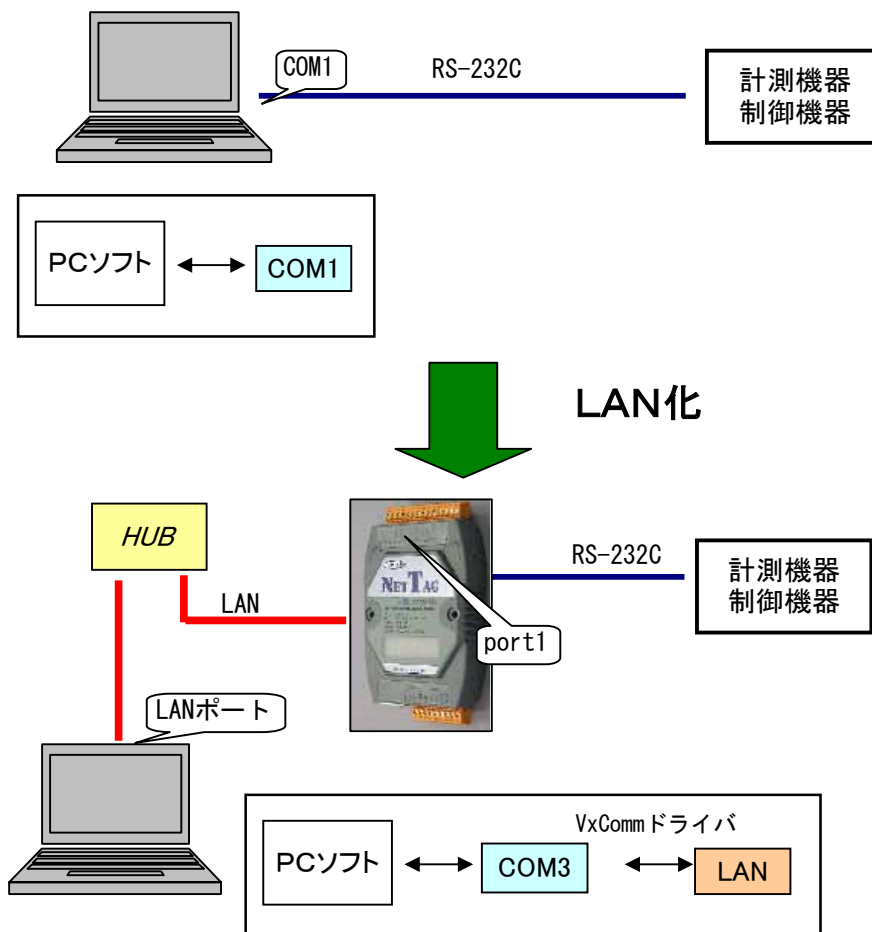 COM1
RS-232C
計測機器
制御機器
PCソフト
COM1
LAN化
HUB
LAN
NETTAG
port1
RS-232C
計測機器
制御機器
LANポート
VxCommドライバ
PCソフト
COM3
LAN